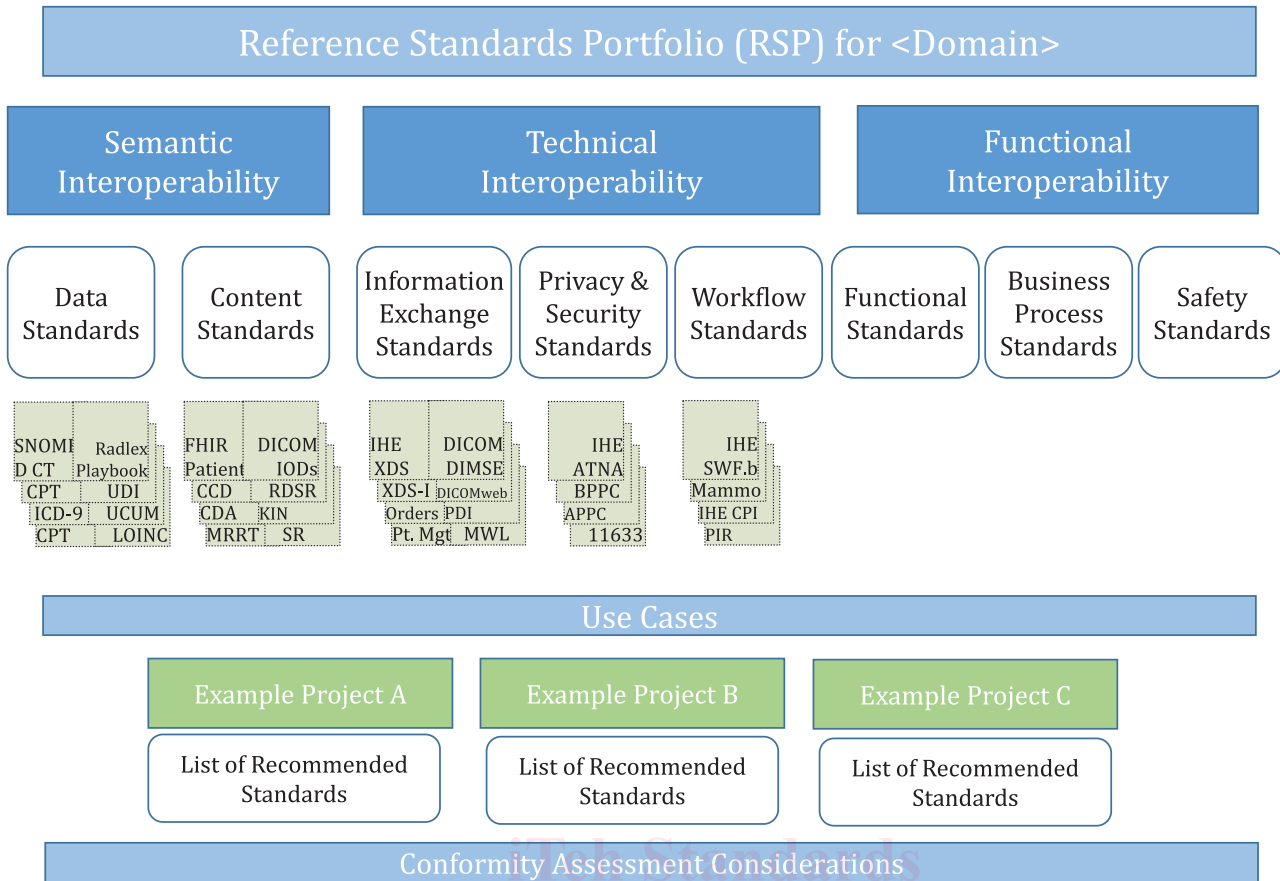 Reference Standards Portfolio (RSP) for <Domain>
Semantic
Interoperability
Technical
Interoperability
Functional
Interoperability
Data
Standards
Content
Standards
Information
Exchange
Standards
Privacy &
Security
Standards
Workflow
Standards
Functional
Standards
Business
Process
Standards
Safety
Standards
SNOME
D CT
Radlex
Playbook
CPT
UDI
ICD-9
UCUM
CPT
LOINC
FHIR
Patient
DICOM
IODs
CCD
RDSR
CDA
KIN
MRRT
SR
IHE
XDS
DICOM
DIMSE
XDS-I
DICOMweb
Orders
PDI
Pt. Mgt
MWL
IHE
ATNA
BPPC
APPC
11633
IHE
SWF.b
Mammo
IHE CPI
PIR
Use Cases
Example Project A
Example Project B
Example Project C
List of Recommended
Standards
List of Recommended
Standards
List of Recommended
Standards
iTeh Standards
Conformity Assessment Considerations